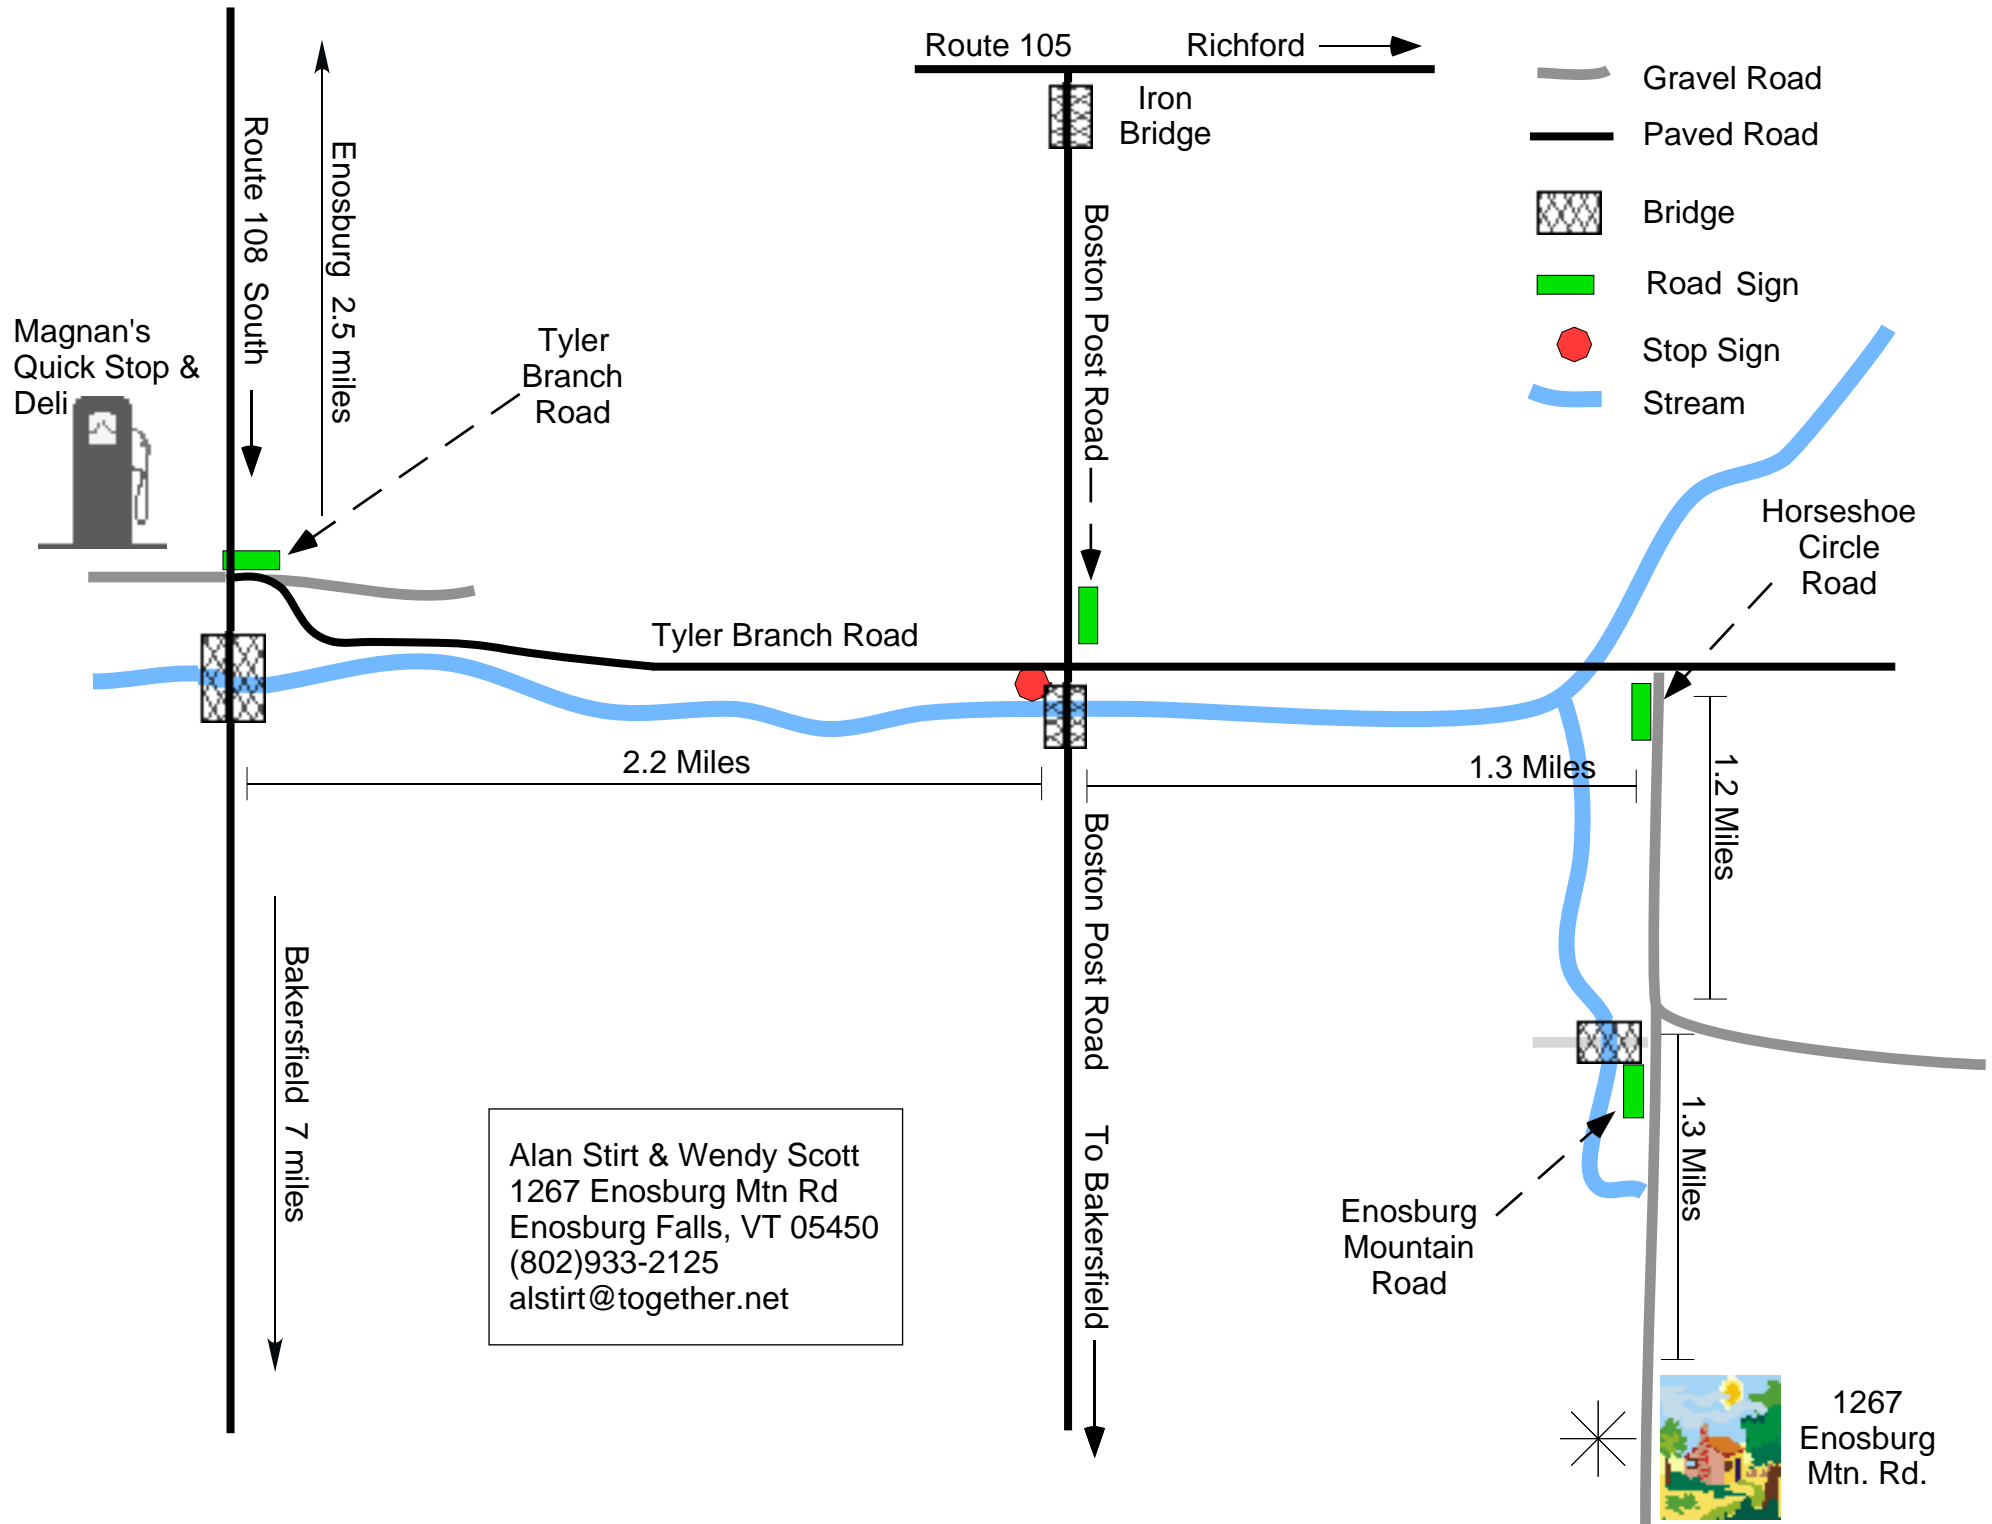 Route 105
Richford
Iron
Bridge
Gravel Road
Paved Road
Bridge
Road Sign
Stop Sign
Stream
Route 108 South
Enosburg 2.5 miles
Boston Post Road
Magnan's
Quick Stop &
Deli
Tyler
Branch
Road
Horseshoe
Circle
Road
Tyler Branch Road
2.2 Miles
1.3 Miles
1.2 Miles
Boston Post Road To Bakersfield
Bakersfield 7 miles
Alan Stirt & Wendy Scott
1267 Enosburg Mtn Rd
Enosburg Falls, VT 05450
(802)933-2125
alstirt@together.net
1.3 Miles
Enosburg
Mountain
Road
1267
Enosburg
Mtn. Rd.